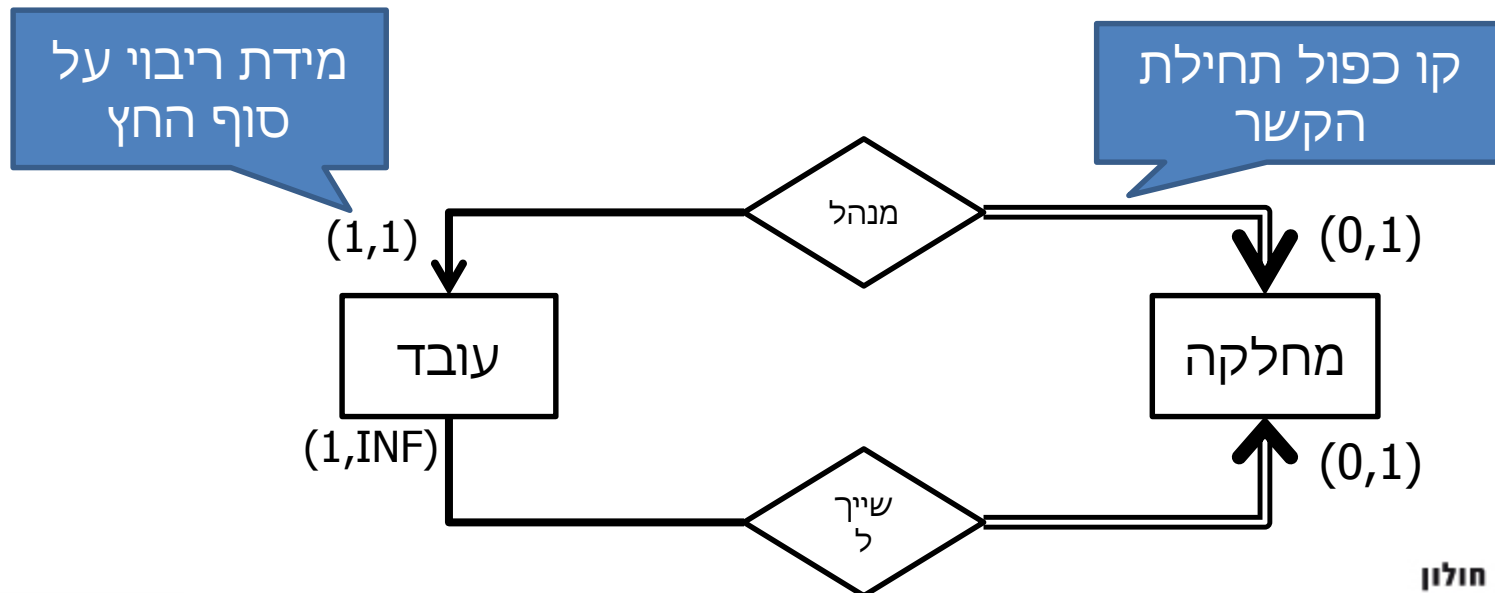 מידת ריבוי על
סוף החץ
קו כפול תחילת
הקשר
מנהל
(1,1)
(0,1)
עובד
מחלקה
(1,INF)
(0,1)
שייך
ל
חולון